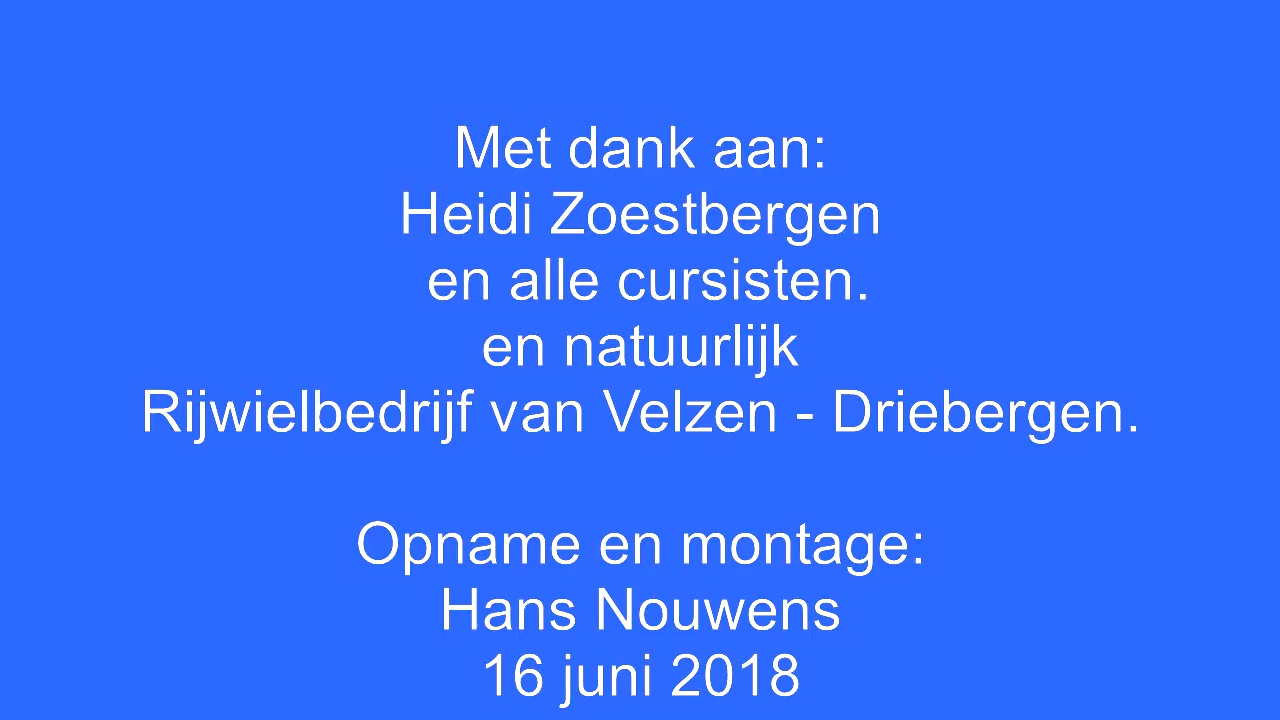 Met dank aan:
Heidi Zoestbergen
en alle cursisten.
en natuurlijk
Rijwielbedrijf van Velzen - Driebergen.
Opname en montage:
Hans Nouwens
16 juni 2018